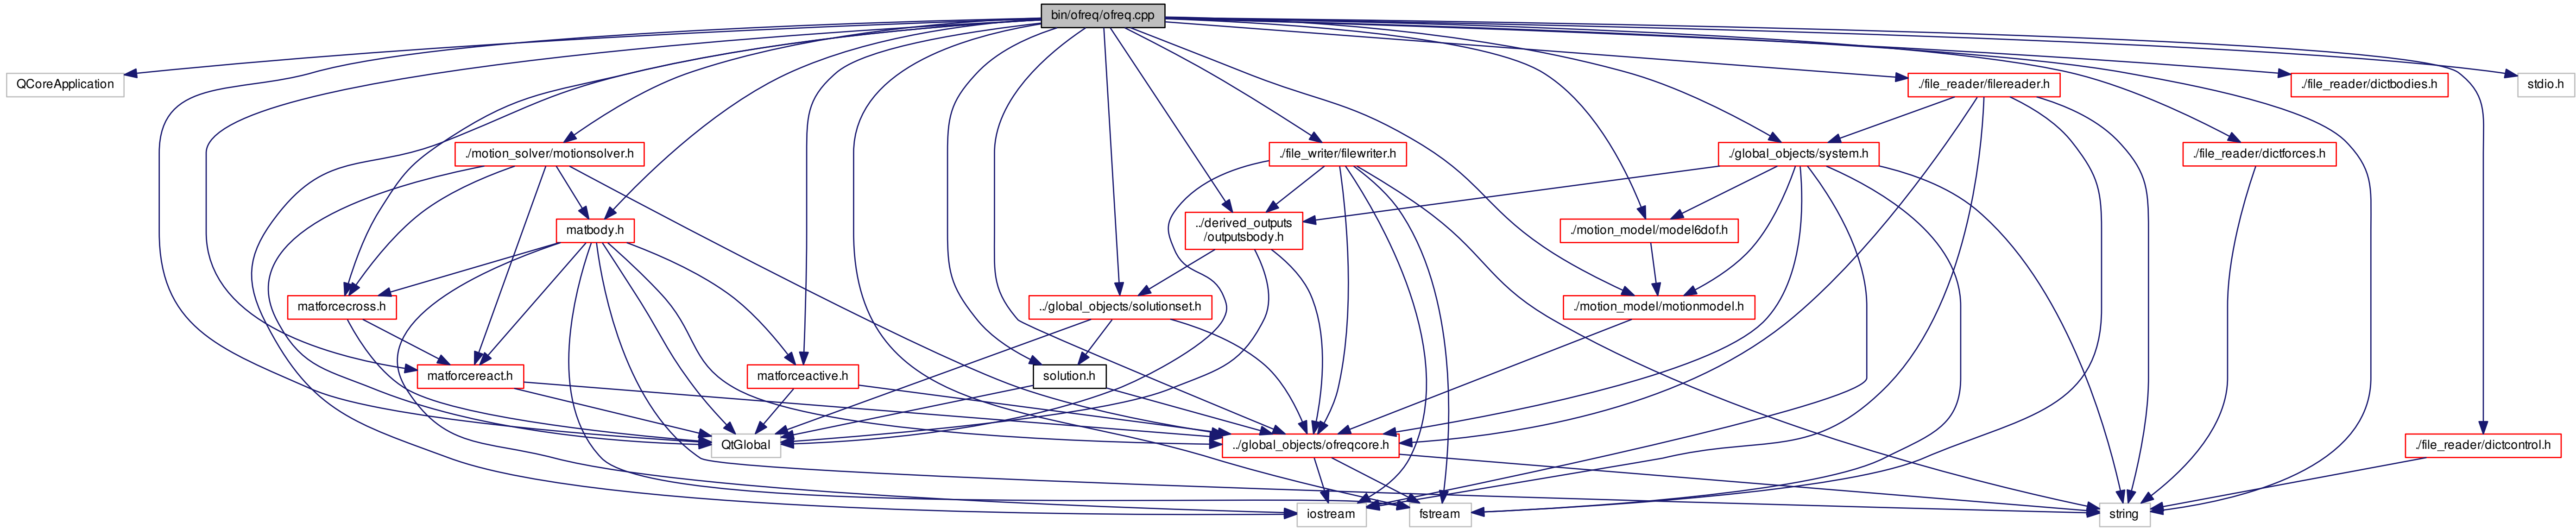 bin/ofreq/ofreq.cpp
QCoreApplication
./file_reader/filereader.h
./file_reader/dictbodies.h
stdio.h
./motion_solver/motionsolver.h
./file_writer/filewriter.h
./global_objects/system.h
./file_reader/dictforces.h
matbody.h
../derived_outputs
/outputsbody.h
./motion_model/model6dof.h
matforcecross.h
../global_objects/solutionset.h
./motion_model/motionmodel.h
matforcereact.h
matforceactive.h
solution.h
QtGlobal
../global_objects/ofreqcore.h
./file_reader/dictcontrol.h
iostream
fstream
string